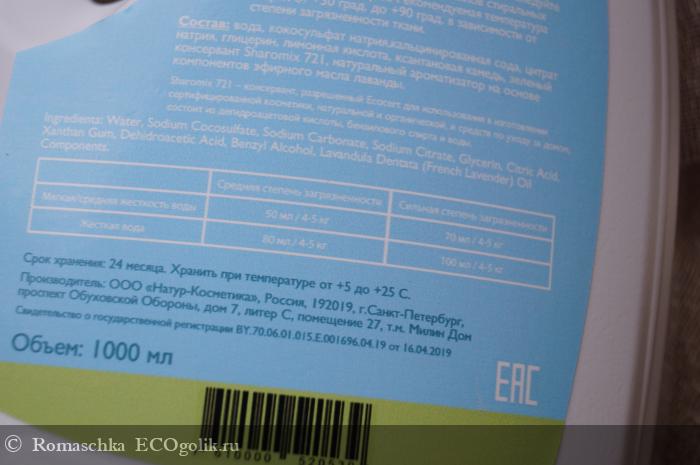 +30 град. до +90 град. в зависимости от
степени загрязненности ткани.
Состав: вода, кокосульфат натрия,кальцинированная сода, цитрат
натрия, глицерин, лимонная кислота, ксантановая камедь, зеленый
консервант Sharomix 721, натуральный ароматизатор на основе
компонентов эфирного масла лаванды.
Sharomix 721 – консервант, разрешенный Ecocert для использования в изготовлении
сертифицированной косметики, натуральной и органической, и средств по уходу за домом,
состоит из дегидроацетовой кислоты, бензилового спирта и воды.
Ingredients: Water, Sodium Cocosulfate, Sodium Carbonate, Sodium Citrate, Glycerin, Citric Acid,
Xanthan Gum, Dehidroacetic Acid, Benzyl Alcohol, Lavandula Dentata (French Lavender) Oil
Components.
Средняя степень загрязненности Сильная степень загрязненности
Мягкая/средняя жесткость воды 50 мл / 4-5 кг 70 мл / 4-5 кг
Жесткая вода 80 мл / 4-5 кг 100 мл / 4-5 кг
Срок хранения: 24 месяца. Хранить при температуре от +5 до +25 С.
Производитель: ООО «Натур-Косметика», Россия, 192019, г.Санкт-Петербург,
проспект Обуховской Обороны, дом 7, литер С, помещение 27, т.м. Милин Дом
Свидетельство о государственной регистрации BY.70.06.01.015.E.001696.04.19 от 16.04.2019
Объем: 1000 мл
EAC
© Romaschka ECOgolik.ru